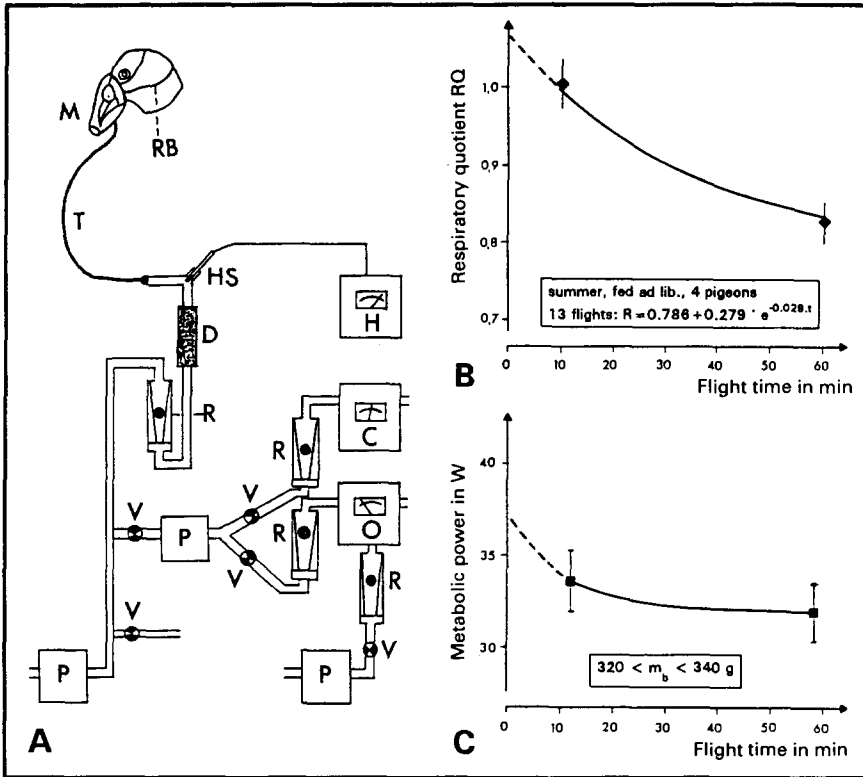 M
RB
T
HS
H
D
R
C
R
V
V
P
R
O
V
R
V
V
P
P
A
Respiratory quotient RQ
1,0
0,9
0,8
0,7
summer, fed ad lib., 4 pigeons
13 flights: R=0.786+0.279 · e-0.028.t
0 10 20 30 40 50 60
B
Flight time in min
Metabolic power in W
40
35
30
320 < mb < 340 g
0 10 20 30 40 50 60
C
Flight time in min